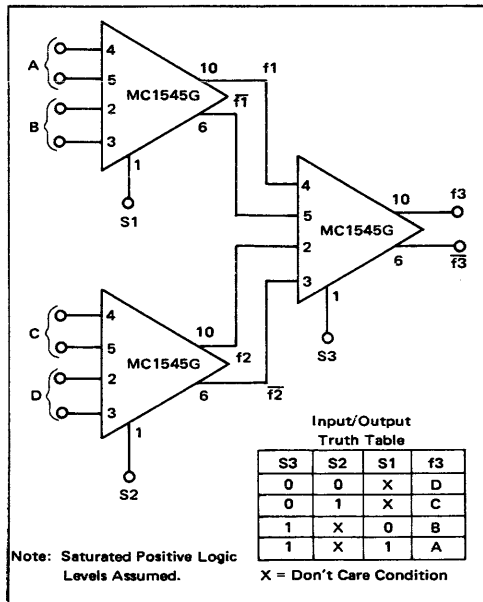 A
4
5
B
2
3
MC1545G
10
f1
f1
6
1
S1
4
5
2
3
MC1545G
10
f3
6
f3
1
S3
C
4
5
D
2
3
MC1545G
10
f2
6
f2
1
S2
Input/Output
Truth Table
S3 S2 S1 f3
0 0 X D
0 1 X C
1 X 0 B
1 X 1 A
Note: Saturated Positive Logic
Levels Assumed.
X = Don't Care Condition